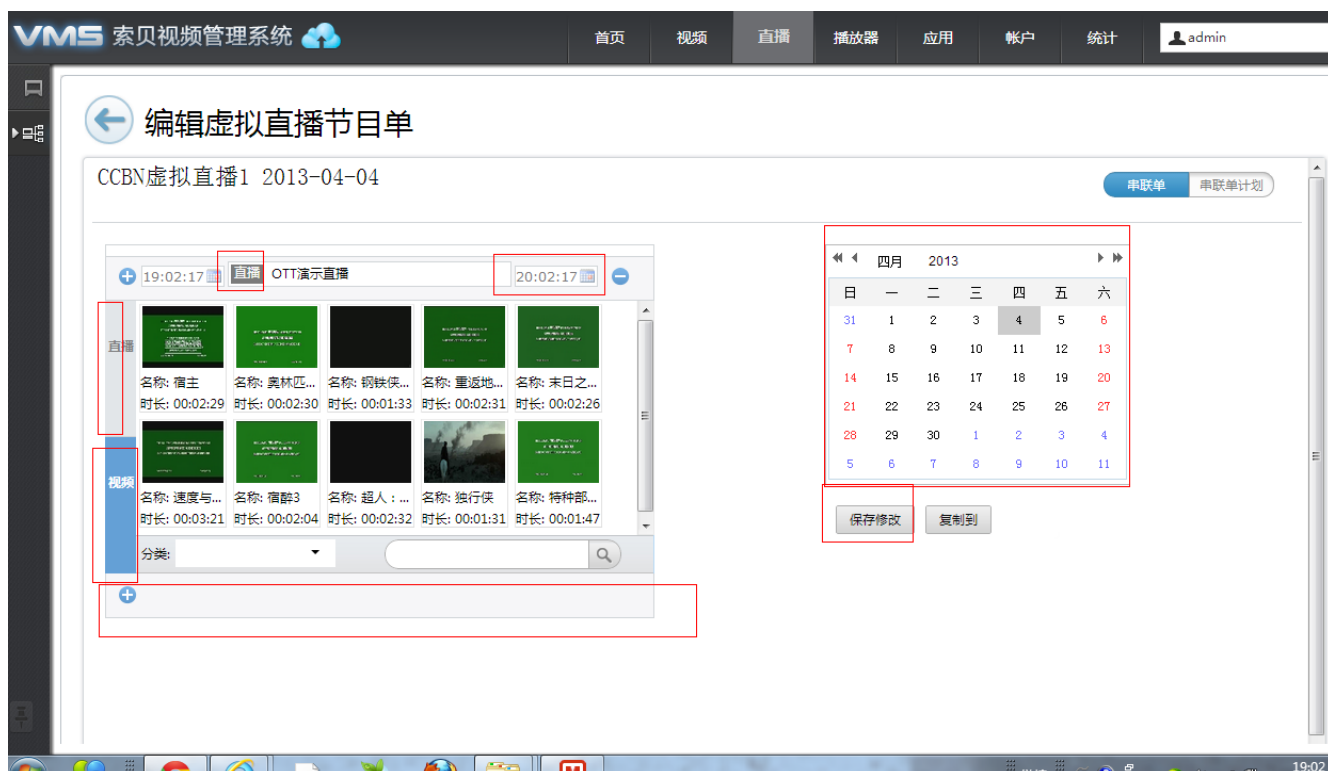 VMS 索贝视频管理系统 首页 视频 直播 播放器 应用 帐户 统计 admin
编辑虚拟直播节目单
CCBN虚拟直播1 2013-04-04
串联单 串联单计划
19:02:17 直播 OTT演示直播 20:02:17
直播
名称: 宿主 名称: 奥林匹... 名称: 钢铁侠... 名称: 重返地... 名称: 末日之...
时长: 00:02:29 时长: 00:02:30 时长: 00:01:33 时长: 00:02:31 时长: 00:02:26
视频
名称: 速度与... 名称: 宿醉3 名称: 超人：... 名称: 独行侠 名称: 特种部...
时长: 00:03:21 时长: 00:02:04 时长: 00:02:32 时长: 00:01:31 时长: 00:01:47
分类:
四月 2013
日 一 二 三 四 五 六
31 1 2 3 4 5 6
7 8 9 10 11 12 13
14 15 16 17 18 19 20
21 22 23 24 25 26 27
28 29 30 1 2 3 4
5 6 7 8 9 10 11
保存修改 复制到
19:02